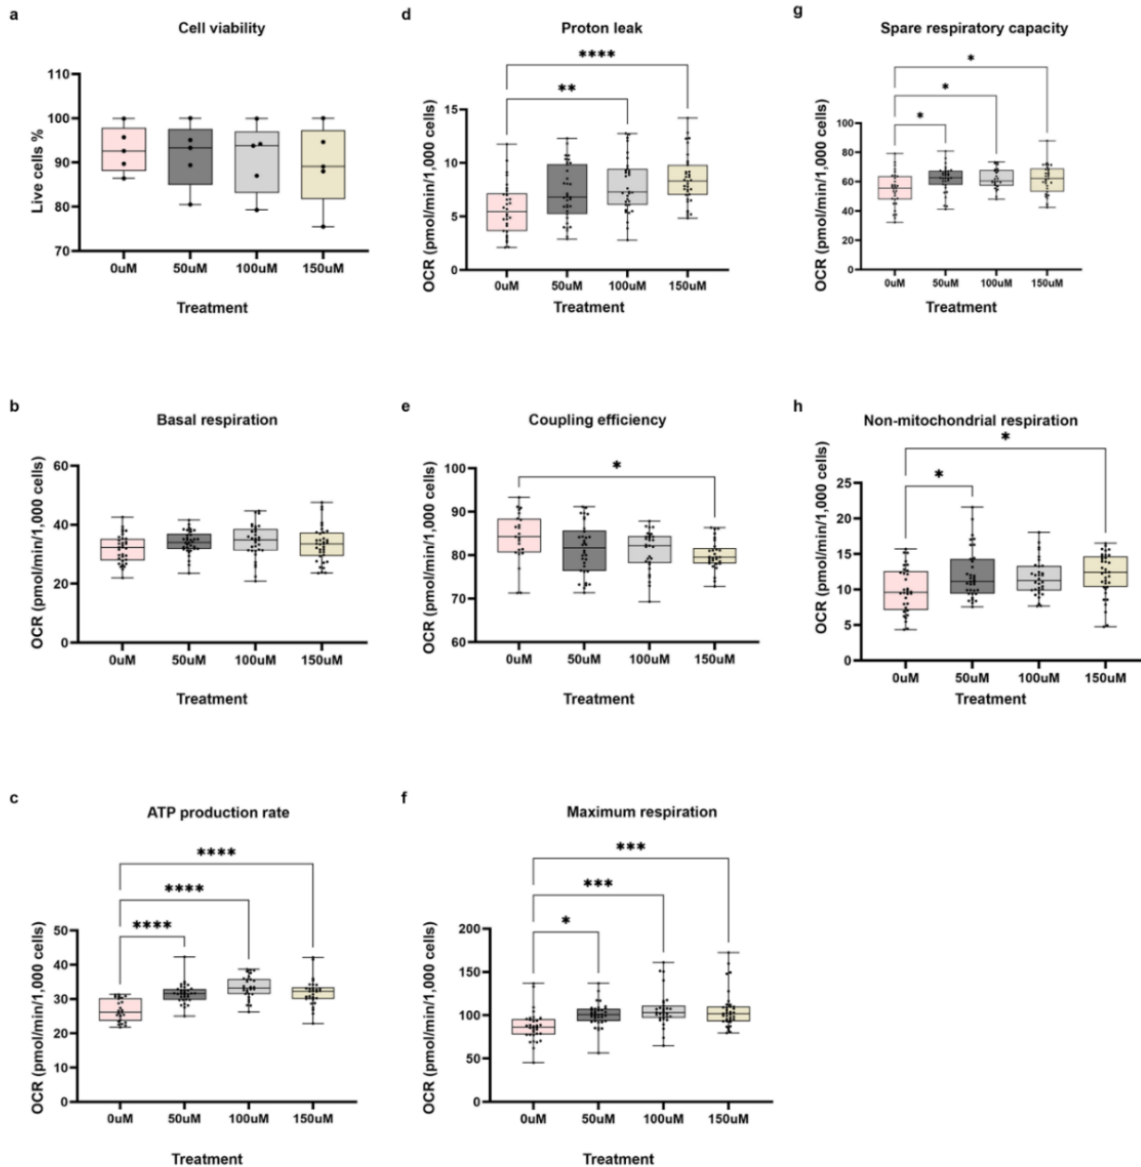 a
Cell viability
Live cells %
110
100
90
80
70
0uM 50uM 100uM 150uM
Treatment
b
Basal respiration
OCR (pmol/min/1,000 cells)
60
40
20
0
0uM 50uM 100uM 150uM
Treatment
c
ATP production rate
****
****
****
OCR (pmol/min/1,000 cells)
50
40
30
20
10
0
0uM 50uM 100uM 150uM
Treatment
d
Proton leak
****
**
OCR (pmol/min/1,000 cells)
15
10
5
0
0uM 50uM 100uM 150uM
Treatment
e
Coupling efficiency
*
OCR (pmol/min/1,000 cells)
100
90
80
70
60
0uM 50uM 100uM 150uM
Treatment
f
Maximum respiration
***
***
*
OCR (pmol/min/1,000 cells)
200
150
100
50
0
0uM 50uM 100uM 150uM
Treatment
g
Spare respiratory capacity
*
*
*
OCR (pmol/min/1,000 cells)
100
80
60
40
20
0
0uM 50uM 100uM 150uM
Treatment
h
Non-mitochondrial respiration
*
*
OCR (pmol/min/1,000 cells)
25
20
15
10
5
0
0uM 50uM 100uM 150uM
Treatment